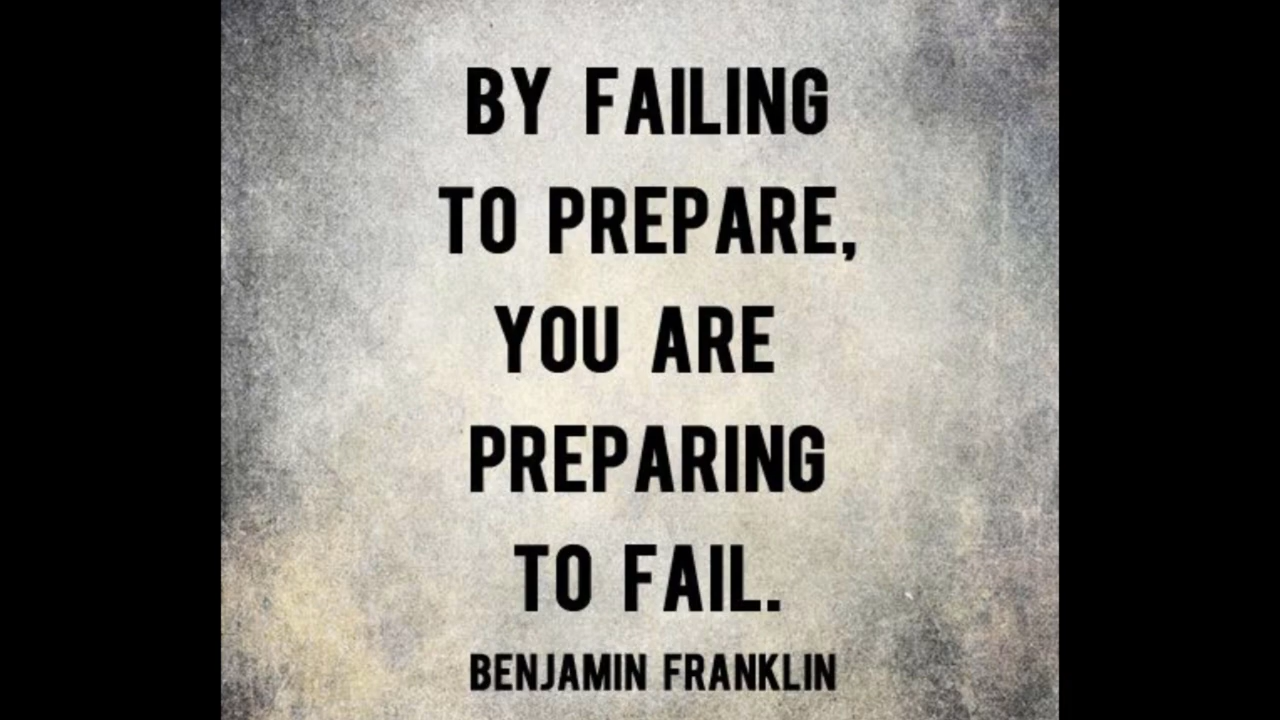 BY FAILING
TO PREPARE,
YOU ARE
PREPARING
TO FAIL.
BENJAMIN FRANKLIN